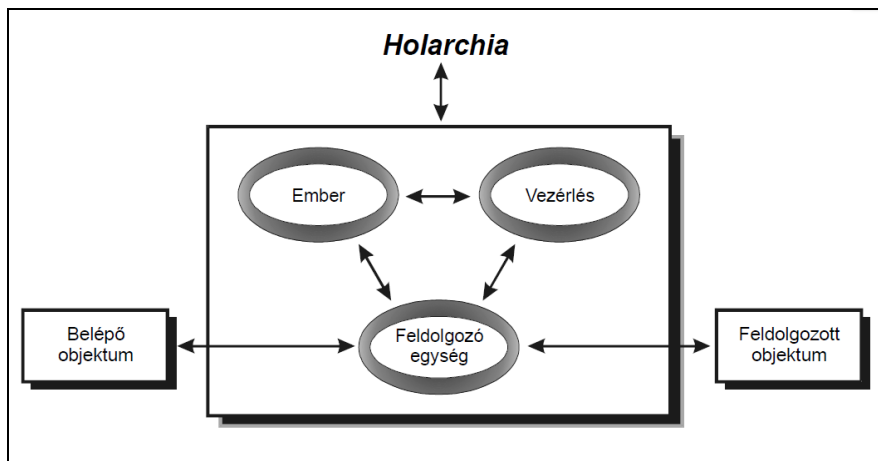 Holarchia
Ember
Vezérlés
Belépő
objektum
Feldolgozó
egység
Feldolgozott
objektum